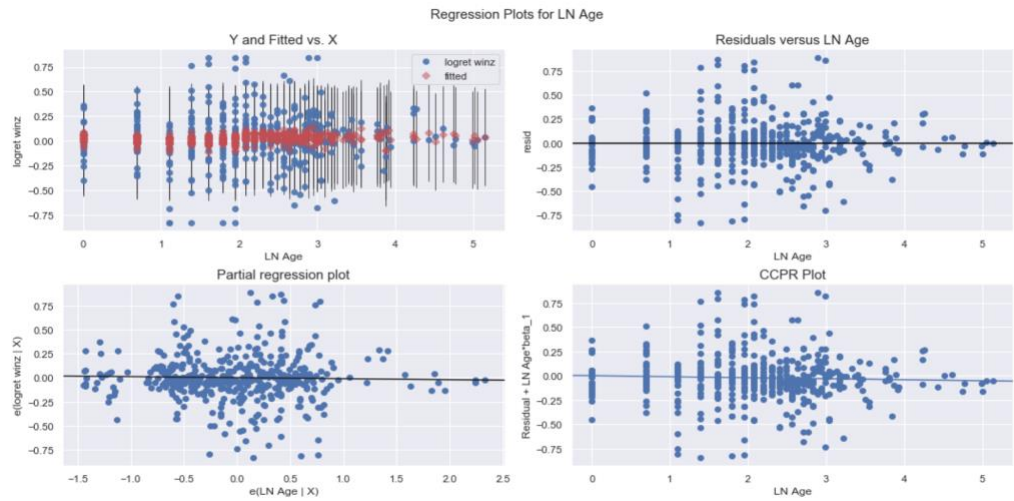 Regression Plots for LN Age
Y and Fitted vs. X
logret winz
0.75
0.50
0.25
0.00
−0.25
−0.50
−0.75
logret winz
fitted
0 1 2 3 4 5
LN Age
Residuals versus LN Age
resid
0.75
0.50
0.25
0.00
−0.25
−0.50
−0.75
0 1 2 3 4 5
LN Age
Partial regression plot
e(logret winz | X)
0.75
0.50
0.25
0.00
−0.25
−0.50
−0.75
−1.5 −1.0 −0.5 0.0 0.5 1.0 1.5 2.0 2.5
e(LN Age | X)
CCPR Plot
Residual + LN Age*beta_1
0.75
0.50
0.25
0.00
−0.25
−0.50
−0.75
0 1 2 3 4 5
LN Age